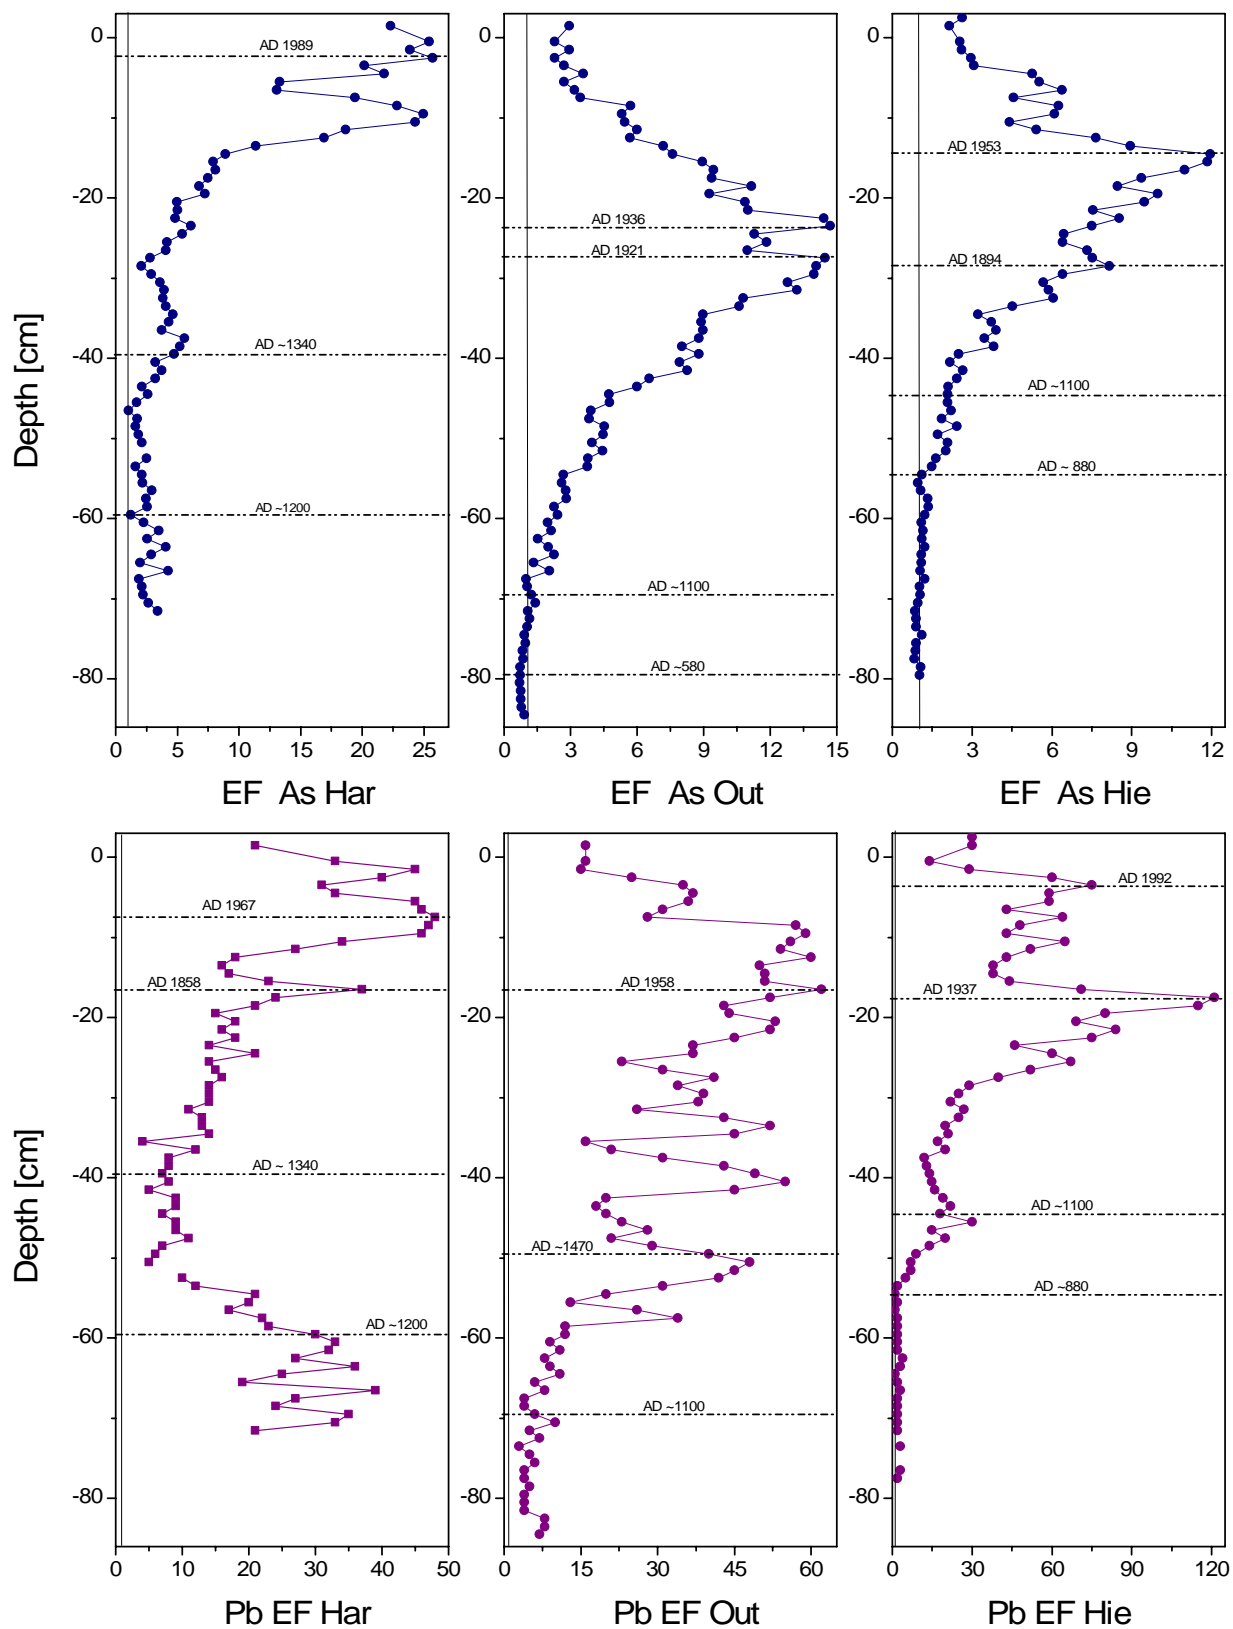 0
-20
-40
-60
-80
Depth [cm]
AD 1989
AD ~1340
AD ~1200
0 5 10 15 20 25
EF As Har
0
-20
-40
-60
-80
AD 1936
AD 1921
AD ~1100
AD ~580
0 3 6 9 12 15
EF As Out
0
-20
-40
-60
-80
AD 1953
AD 1894
AD ~1100
AD ~ 880
0 3 6 9 12
EF As Hie
0
-20
-40
-60
-80
Depth [cm]
AD 1967
AD 1858
AD ~ 1340
AD ~1200
0 10 20 30 40 50
Pb EF Har
0
-20
-40
-60
-80
AD 1958
AD ~1470
AD ~1100
0 15 30 45 60
Pb EF Out
0
-20
-40
-60
-80
AD 1992
AD 1937
AD ~1100
AD ~880
0 30 60 90 120
Pb EF Hie